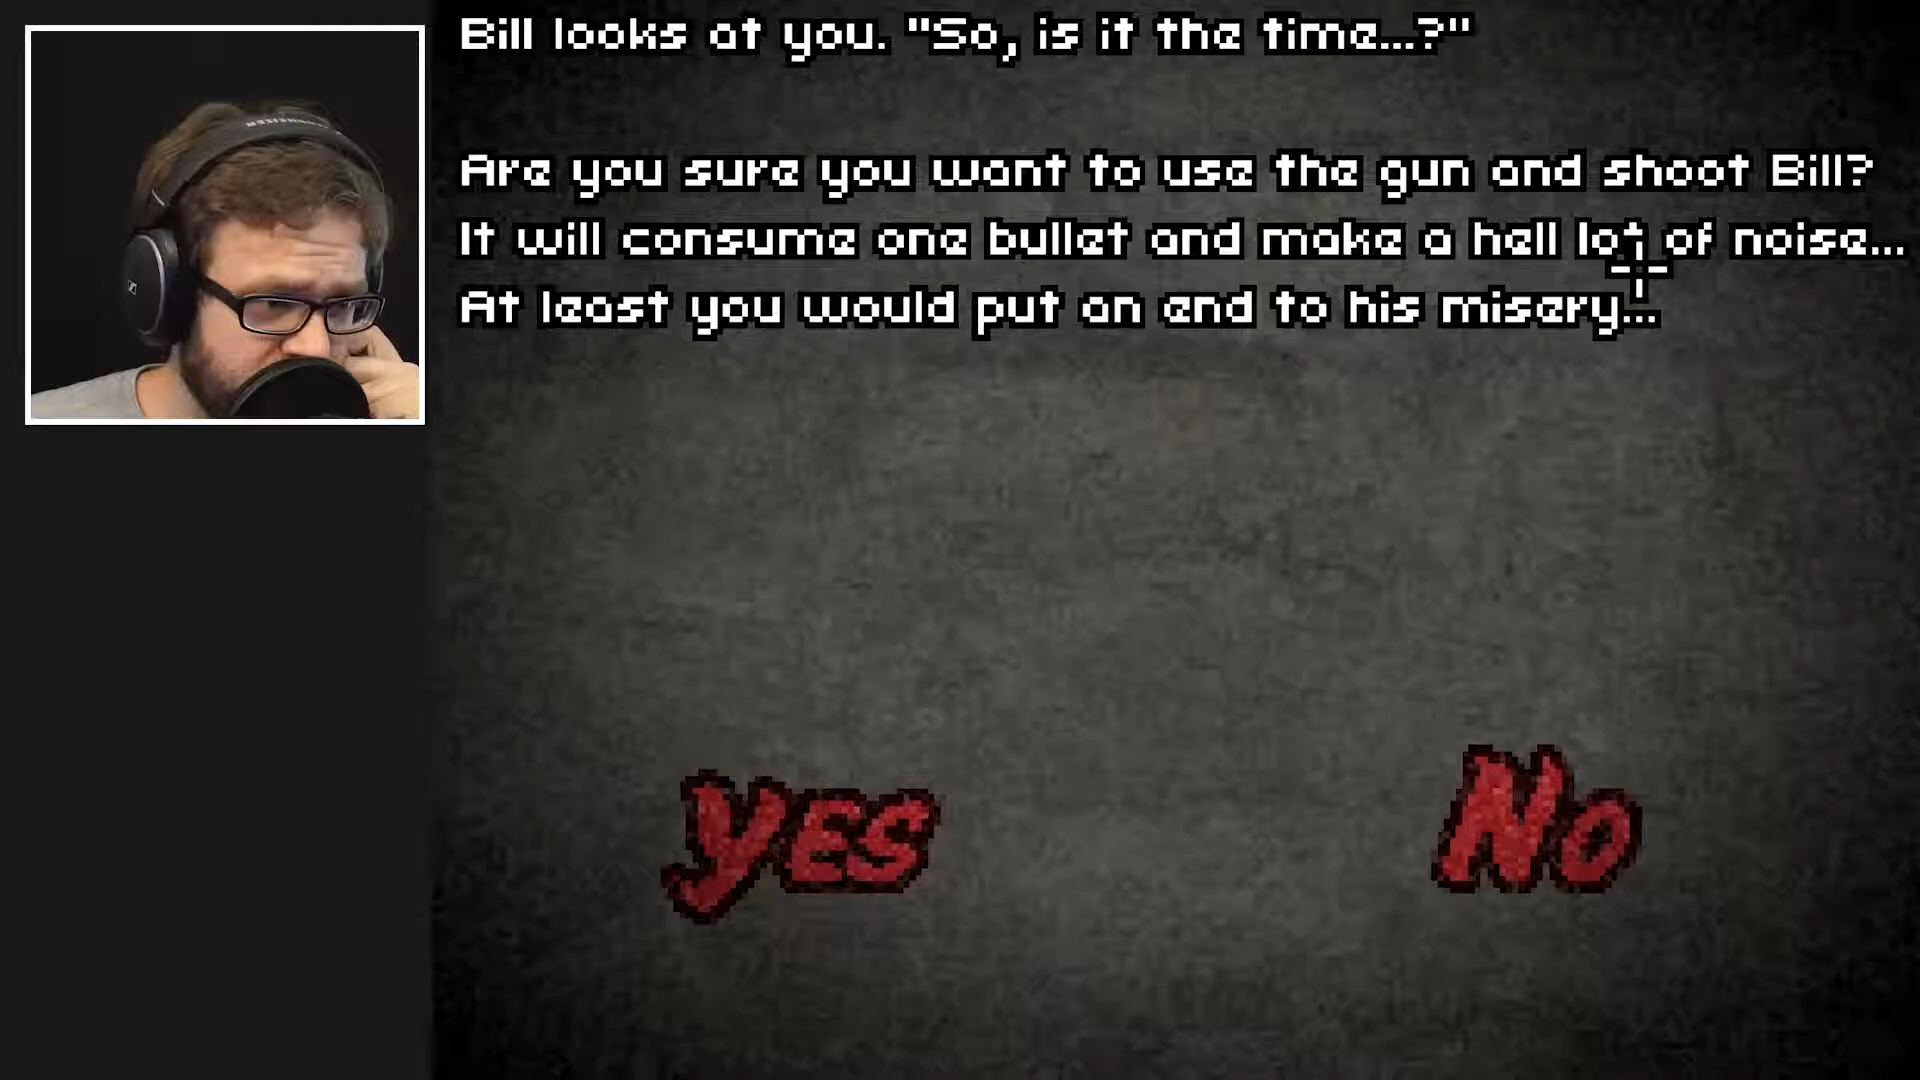 Bill looks at you. "So, is it the time...?"
Are you sure you want to use the gun and shoot Bill?
It will consume one bullet and make a hell lot of noise...
At least you would put an end to his misery...
Yes
No
SENNHEISER